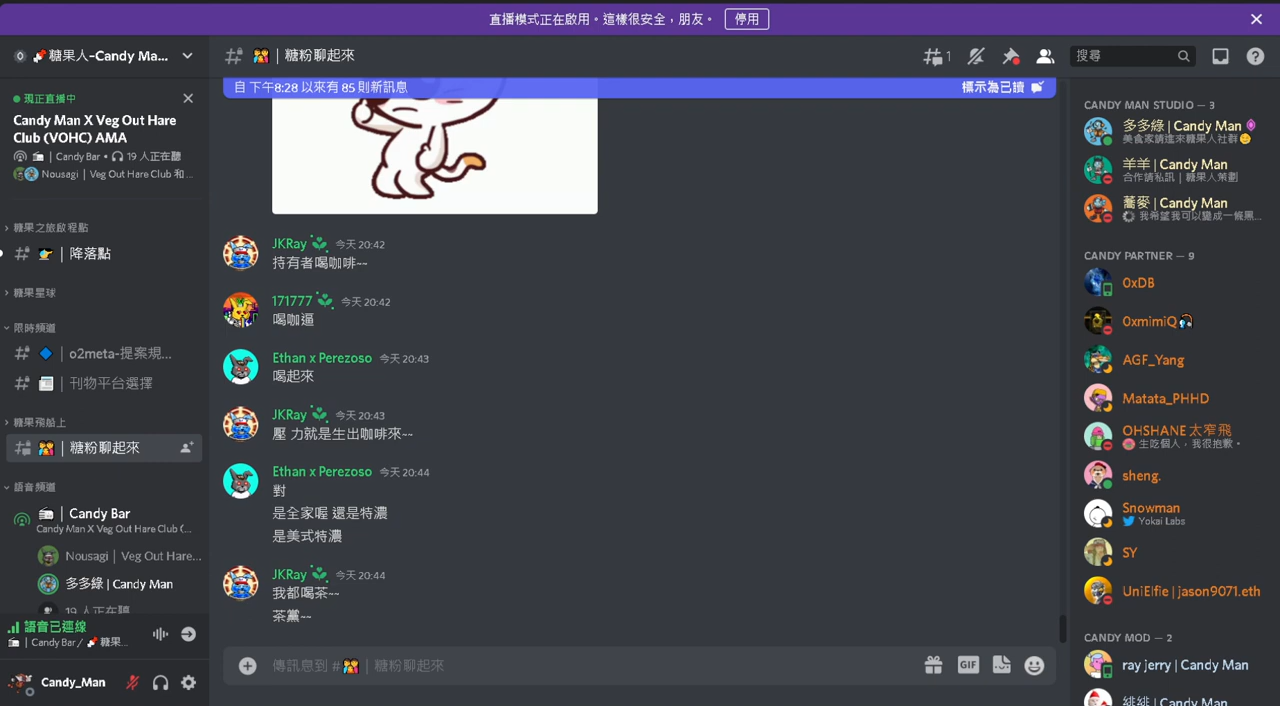 直播模式正在啟用。這樣很安全，朋友。 停用
糖果人-Candy Ma...
現正直播中
Candy Man X Veg Out Hare
Club (VOHC) AMA
| Candy Bar • 19 人正在聽
Nousagi | Veg Out Hare Club 和...
糖果之旅啟程點
| 降落點
糖果星球
限時頻道
| o2meta-提案規...
| 刊物平台選擇
糖果飛船上
| 糖粉聊起來
語音頻道
| Candy Bar
Candy Man X Veg Out Hare Club (...
Nousagi | Veg Out Hare...
多多綠 | Candy Man
19 人正在聽
語音已連線
| Candy Bar / 糖果...
Candy_Man
# | 糖粉聊起來
1
搜尋
自 下午8:28 以來有 85 則新訊息
標示為已讀
JKRay 今天 20:42
持有者喝咖啡~~
171777 今天 20:42
喝咖逼
Ethan x Perezoso 今天 20:43
喝起來
JKRay 今天 20:43
壓 力就是生出咖啡來~~
Ethan x Perezoso 今天 20:44
對
是全家喔 還是特濃
是美式特濃
JKRay 今天 20:44
我都喝茶~~
茶黨~~
傳訊息到 # | 糖粉聊起來
GIF
CANDY MAN STUDIO — 3
多多綠 | Candy Man
美食家請進來糖果人社群
羊羊 | Candy Man
合作請私訊 | 糖果人策劃
蕎麥 | Candy Man
我希望我可以變成一條黑...
CANDY PARTNER — 9
0xDB
0xmimiQ
AGF_Yang
Matata_PHHD
OHSHANE 太窄飛
生吃個人，我很抱歉。
sheng.
Snowman
Yokai Labs
SY
UniElfie | jason9071.eth
CANDY MOD — 2
ray jerry | Candy Man
緋緋 | Candy Man